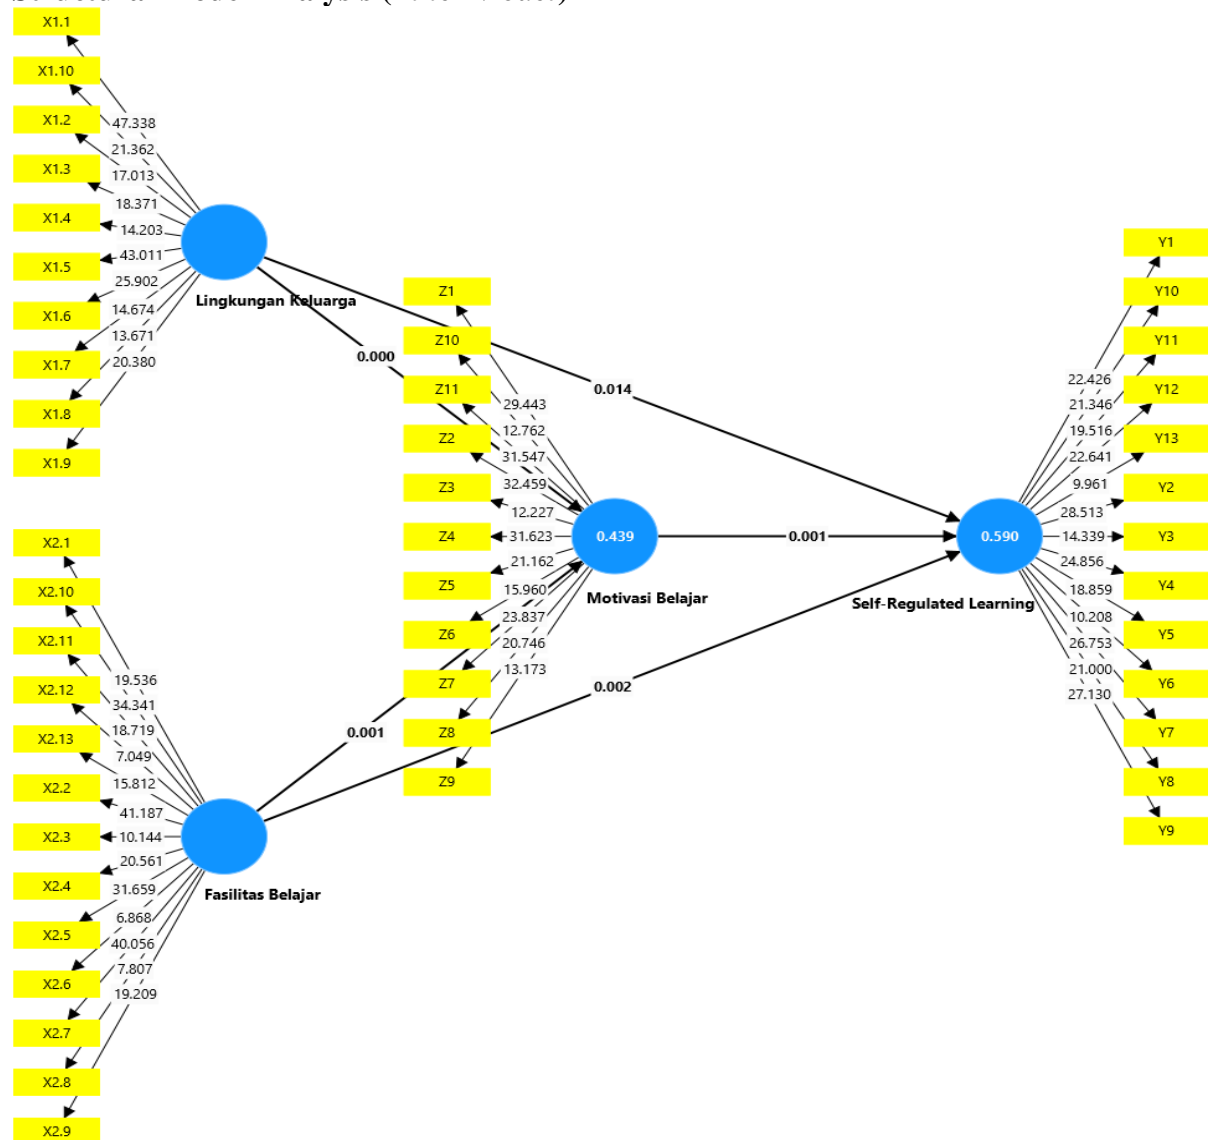 X1.1
X1.10
X1.2
X1.3
X1.4
X1.5
X1.6
X1.7
X1.8
X1.9
47.338
21.362
17.013
18.371
14.203
43.011
25.902
14.674
13.671
20.380
Lingkungan Keluarga
X2.1
X2.10
X2.11
X2.12
X2.13
X2.2
X2.3
X2.4
X2.5
X2.6
X2.7
X2.8
X2.9
19.536
34.341
18.719
7.049
15.812
41.187
10.144
20.561
31.659
6.868
40.056
7.807
19.209
Fasilitas Belajar
0.000
0.014
0.001
0.002
0.001
Z1
Z10
Z11
Z2
Z3
Z4
Z5
Z6
Z7
Z8
Z9
29.443
12.762
31.547
32.459
12.227
31.623
21.162
15.960
23.837
20.746
13.173
0.439
Motivasi Belajar
0.590
Self-Regulated Learning
22.426
21.346
19.516
22.641
9.961
28.513
14.339
24.856
18.859
10.208
26.753
21.000
27.130
Y1
Y10
Y11
Y12
Y13
Y2
Y3
Y4
Y5
Y6
Y7
Y8
Y9